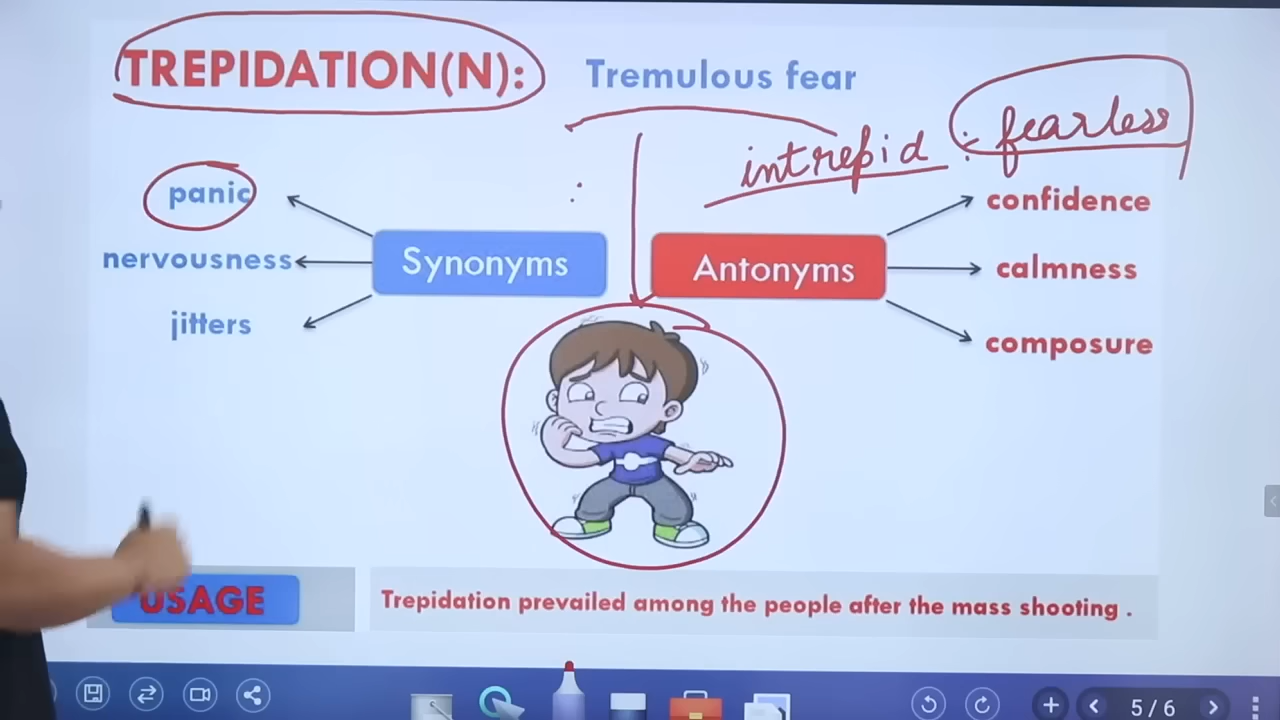 TREPIDATION(N):
Tremulous fear
intrepid : fearless
panic
nervousness
jitters
Synonyms
Antonyms
confidence
calmness
composure
USAGE
Trepidation prevailed among the people after the mass shooting .
5 / 6